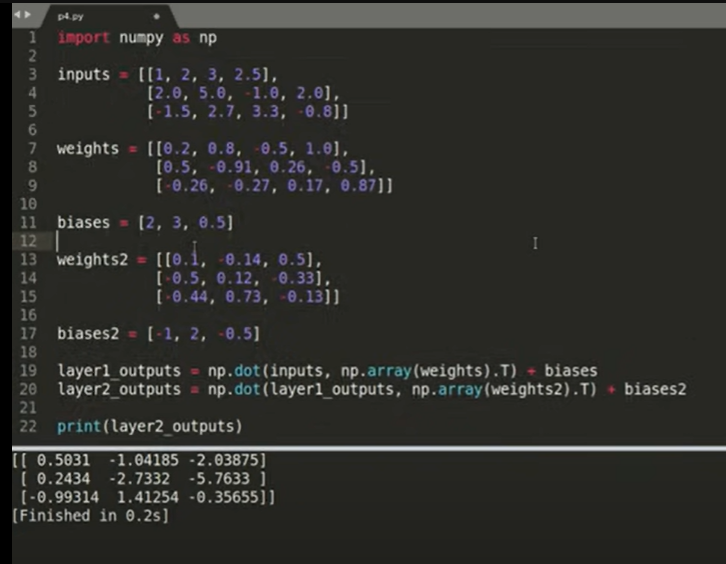 p4.py
1 import numpy as np
2
3 inputs = [[1, 2, 3, 2.5],
4 [2.0, 5.0, -1.0, 2.0],
5 [-1.5, 2.7, 3.3, -0.8]]
6
7 weights = [[0.2, 0.8, -0.5, 1.0],
8 [0.5, -0.91, 0.26, -0.5],
9 [-0.26, -0.27, 0.17, 0.87]]
10
11 biases = [2, 3, 0.5]
12
13 weights2 = [[0.1, -0.14, 0.5],
14 [-0.5, 0.12, -0.33],
15 [-0.44, 0.73, -0.13]]
16
17 biases2 = [-1, 2, -0.5]
18
19 layer1_outputs = np.dot(inputs, np.array(weights).T) + biases
20 layer2_outputs = np.dot(layer1_outputs, np.array(weights2).T) + biases2
21
22 print(layer2_outputs)
[[ 0.5031 -1.04185 -2.03875]
[ 0.2434 -2.7332 -5.7633 ]
[-0.99314 1.41254 -0.35655]]
[Finished in 0.2s]